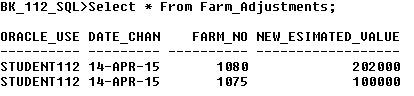 BK_112_SQL>Select * From Farm_Adjustments;
ORACLE_USE DATE_CHAN FARM_NO NEW_ESIMATED_VALUE
---------- --------- ---------- ------------------
STUDENT112 14-APR-15 1080 202000
STUDENT112 14-APR-15 1075 100000